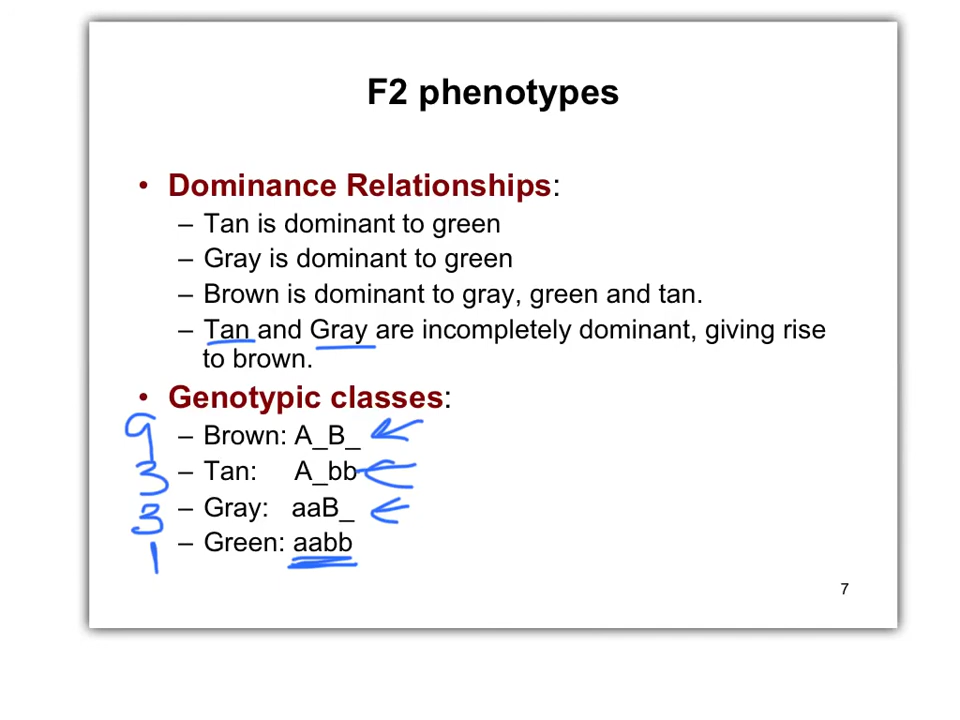 F2 phenotypes
• Dominance Relationships:
– Tan is dominant to green
– Gray is dominant to green
– Brown is dominant to gray, green and tan.
– Tan and Gray are incompletely dominant, giving rise
to brown.
• Genotypic classes:
9 – Brown: A_B_
3 – Tan: A_bb
3 – Gray: aaB_
1 – Green: aabb
7